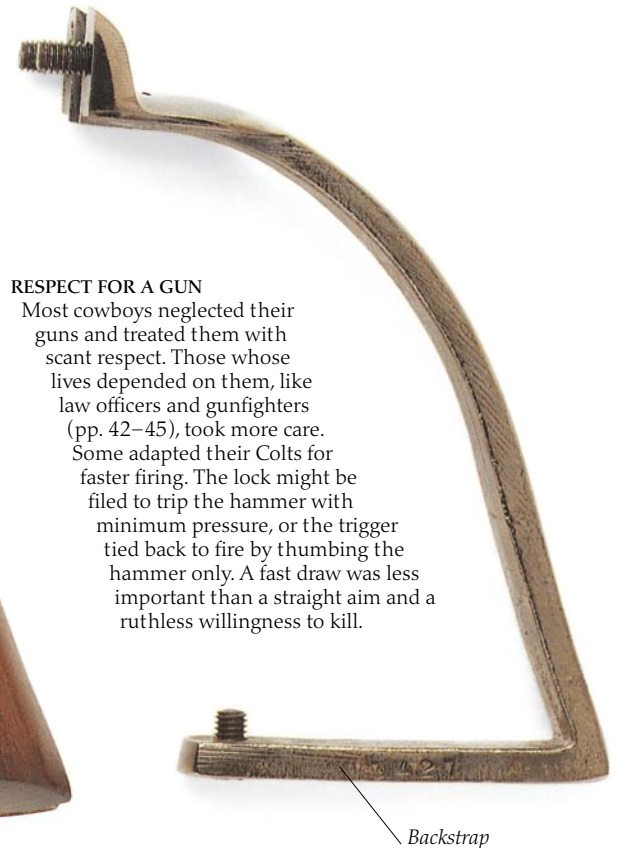 RESPECT FOR A GUN
Most cowboys neglected their
guns and treated them with
scant respect. Those whose
lives depended on them, like
law officers and gunfighters
(pp. 42–45), took more care.
Some adapted their Colts for
faster firing. The lock might be
filed to trip the hammer with
minimum pressure, or the trigger
tied back to fire by thumbing the
hammer only. A fast draw was less
important than a straight aim and a
ruthless willingness to kill.
Backstrap